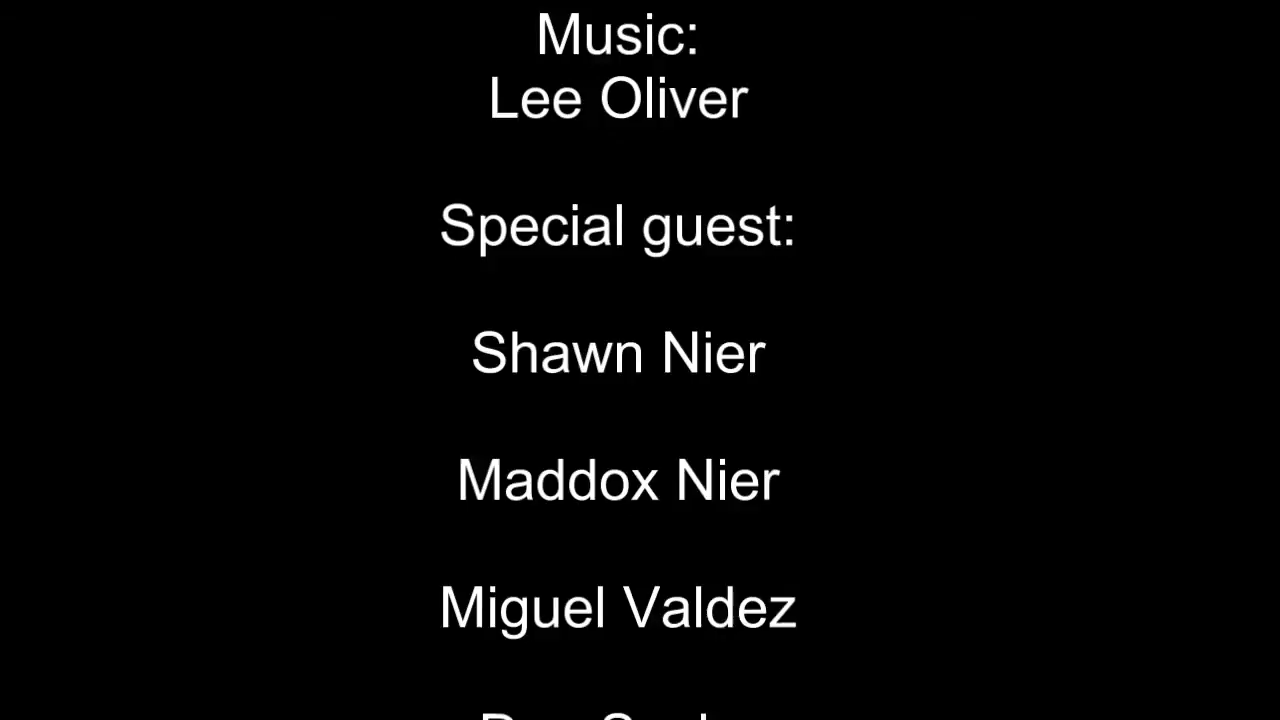 Music:
Lee Oliver
Special guest:
Shawn Nier
Maddox Nier
Miguel Valdez